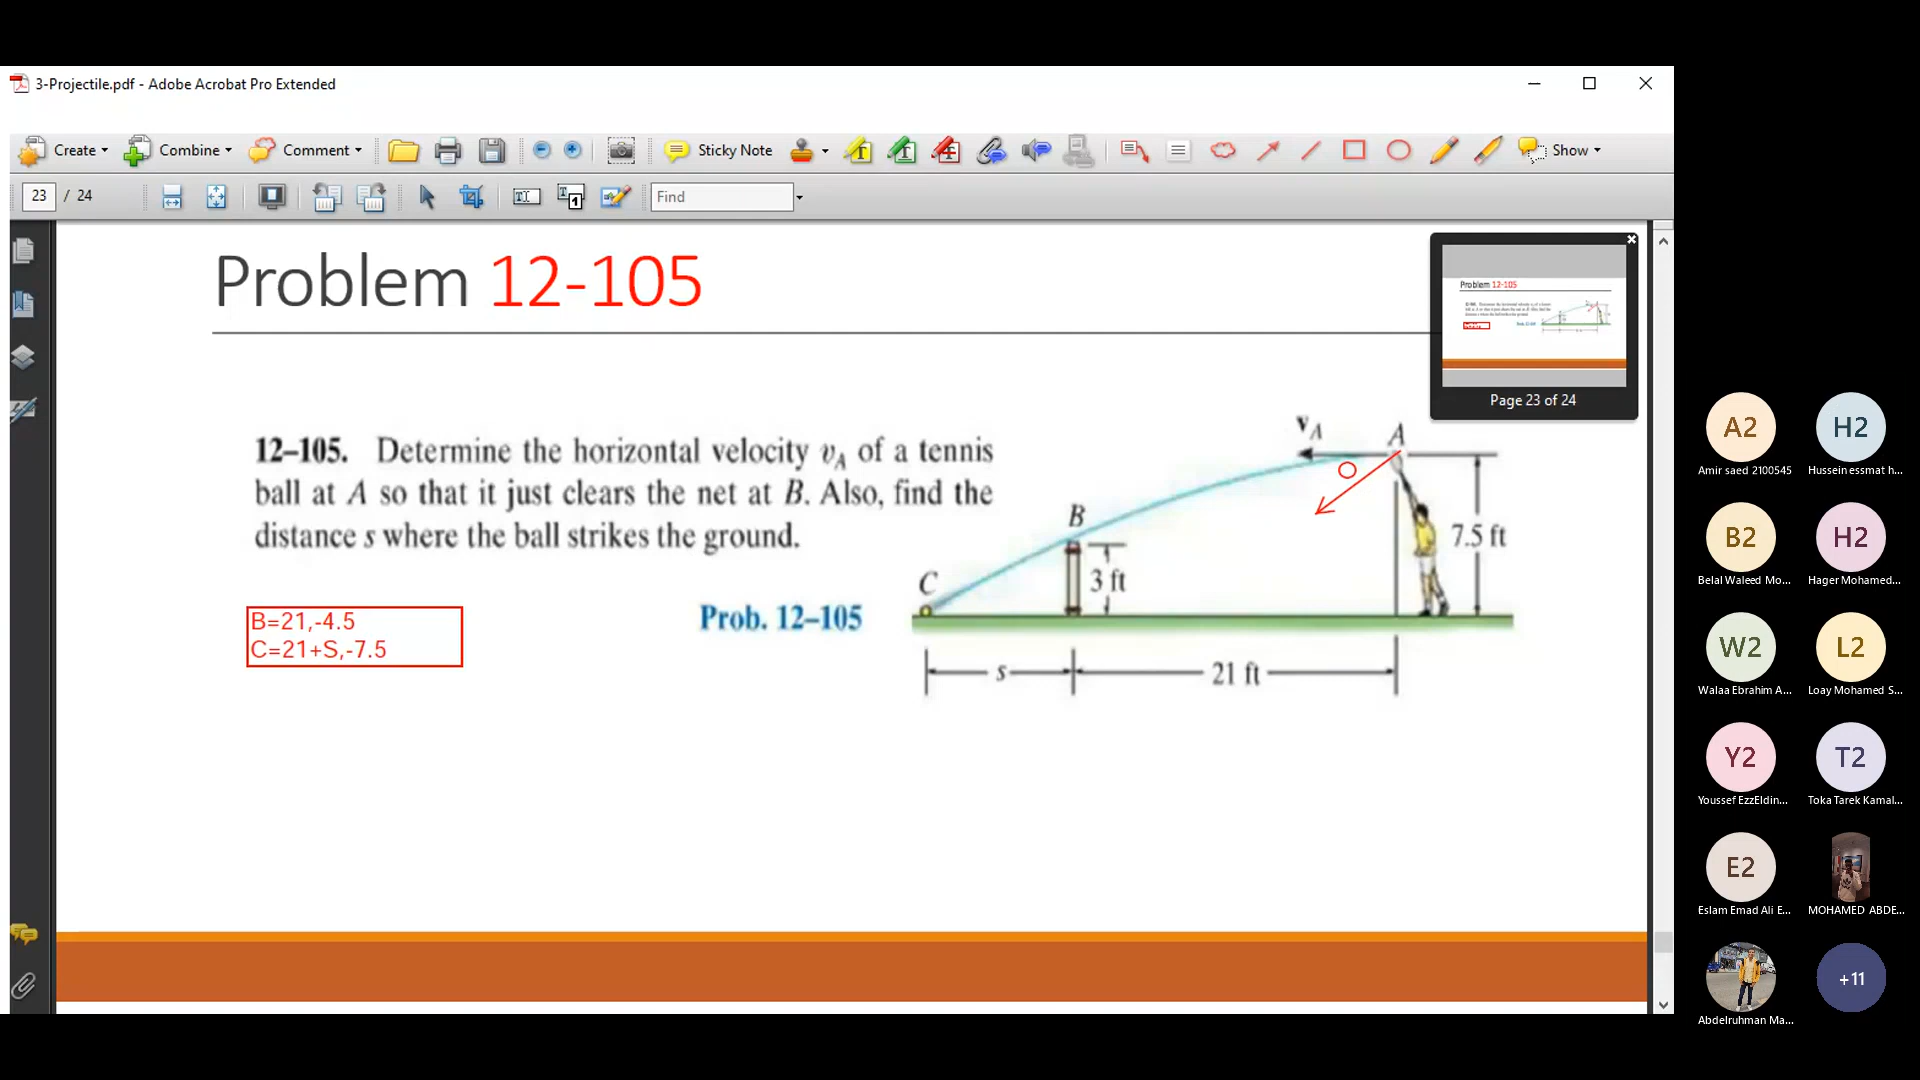 3-Projectile.pdf - Adobe Acrobat Pro Extended
Create
Combine
Comment
Sticky Note
Show
23 / 24
Find
Problem 12-105
Problem 12-105
Page 23 of 24
12–105. Determine the horizontal velocity vA of a tennis
ball at A so that it just clears the net at B. Also, find the
distance s where the ball strikes the ground.
B=21,-4.5
C=21+S,-7.5
Prob. 12–105
vA
A
B
C
7.5 ft
3 ft
s
21 ft
A2
Amir saed 2100545
H2
Hussein essmat h...
B2
Belal Waleed Mo...
H2
Hager Mohamed...
W2
Walaa Ebrahim A...
L2
Loay Mohamed S...
Y2
Youssef EzzEldin...
T2
Toka Tarek Kamal...
E2
Eslam Emad Ali E...
MOHAMED ABDE...
Abdelruhman Ma...
+11